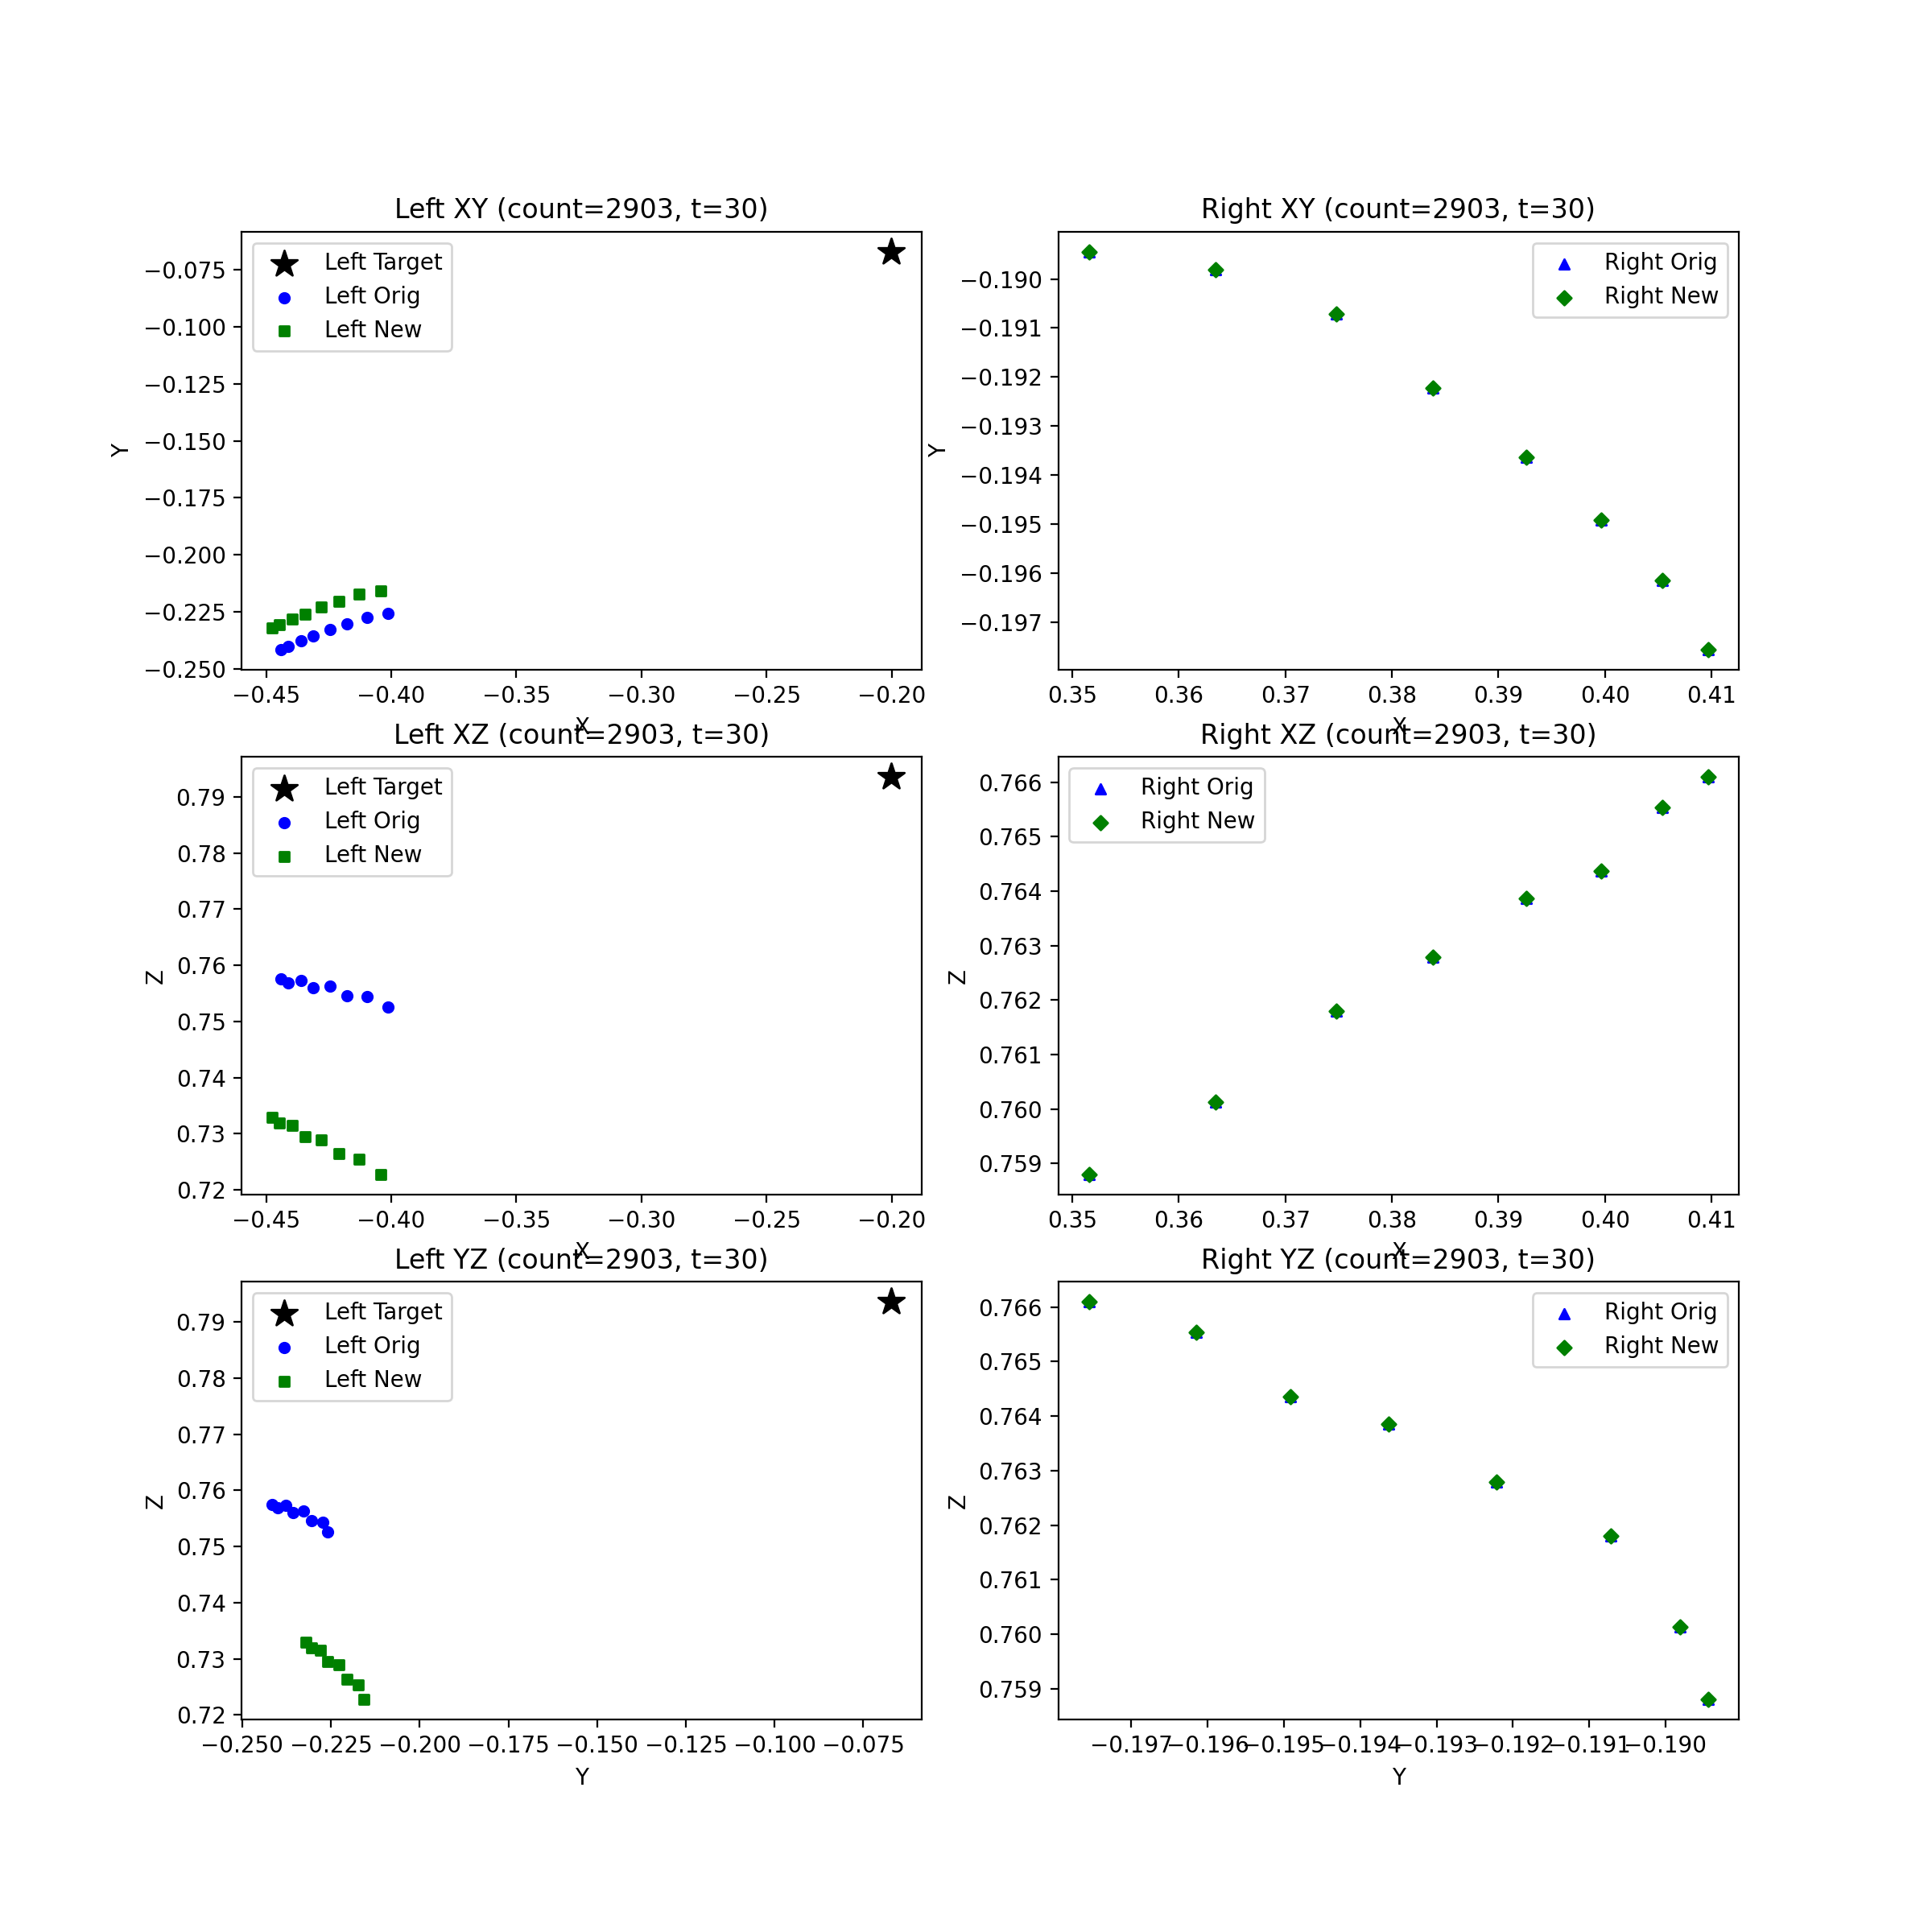 Left XY (count=2903, t=30)
Left Target
Left Orig
Left New
Y
−0.075
−0.100
−0.125
−0.150
−0.175
−0.200
−0.225
−0.250
−0.45 −0.40 −0.35 −0.30 −0.25 −0.20
X
Right XY (count=2903, t=30)
Right Orig
Right New
Y
−0.190
−0.191
−0.192
−0.193
−0.194
−0.195
−0.196
−0.197
0.35 0.36 0.37 0.38 0.39 0.40 0.41
X
Left XZ (count=2903, t=30)
Left Target
Left Orig
Left New
Z
0.79
0.78
0.77
0.76
0.75
0.74
0.73
0.72
−0.45 −0.40 −0.35 −0.30 −0.25 −0.20
X
Right XZ (count=2903, t=30)
Right Orig
Right New
Z
0.766
0.765
0.764
0.763
0.762
0.761
0.760
0.759
0.35 0.36 0.37 0.38 0.39 0.40 0.41
X
Left YZ (count=2903, t=30)
Left Target
Left Orig
Left New
Z
0.79
0.78
0.77
0.76
0.75
0.74
0.73
0.72
−0.250 −0.225 −0.200 −0.175 −0.150 −0.125 −0.100 −0.075
Y
Right YZ (count=2903, t=30)
Right Orig
Right New
Z
0.766
0.765
0.764
0.763
0.762
0.761
0.760
0.759
−0.197 −0.196 −0.195 −0.194 −0.193 −0.192 −0.191 −0.190
Y